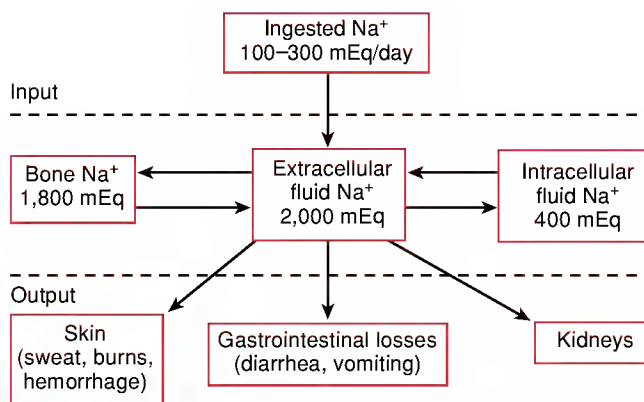 Ingested Na⁺
100–300 mEq/day
Input
Bone Na⁺
1,800 mEq
Extracellular
fluid Na⁺
2,000 mEq
Intracellular
fluid Na⁺
400 mEq
Output
Skin
(sweat, burns,
hemorrhage)
Gastrointestinal losses
(diarrhea, vomiting)
Kidneys